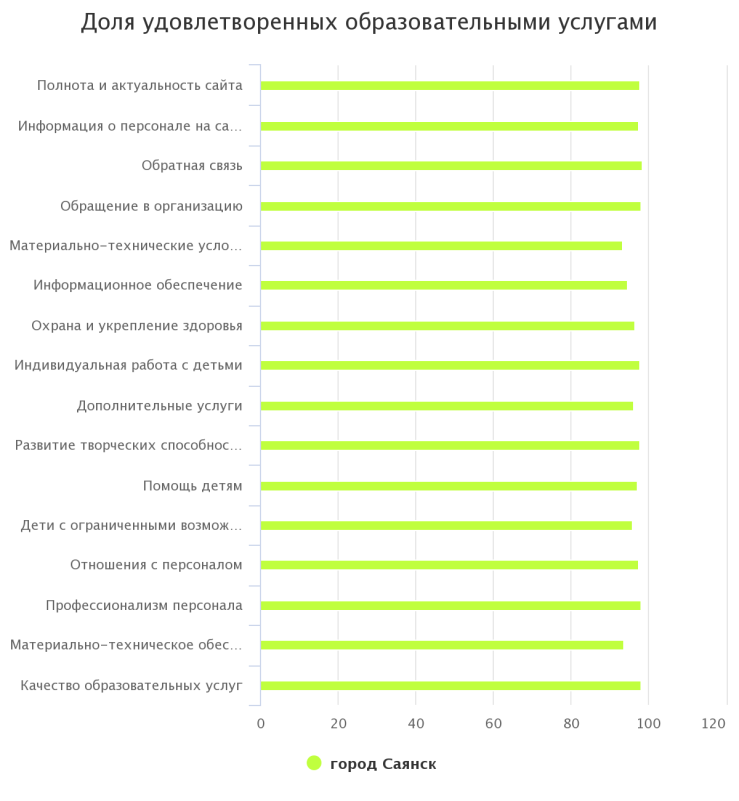 Доля удовлетворенных образовательными услугами
Полнота и актуальность сайта
Информация о персонале на са…
Обратная связь
Обращение в организацию
Материально-технические усло…
Информационное обеспечение
Охрана и укрепление здоровья
Индивидуальная работа с детьми
Дополнительные услуги
Развитие творческих способнос…
Помощь детям
Дети с ограниченными возмож…
Отношения с персоналом
Профессионализм персонала
Материально-техническое обес…
Качество образовательных услуг
0 20 40 60 80 100 120
город Саянск